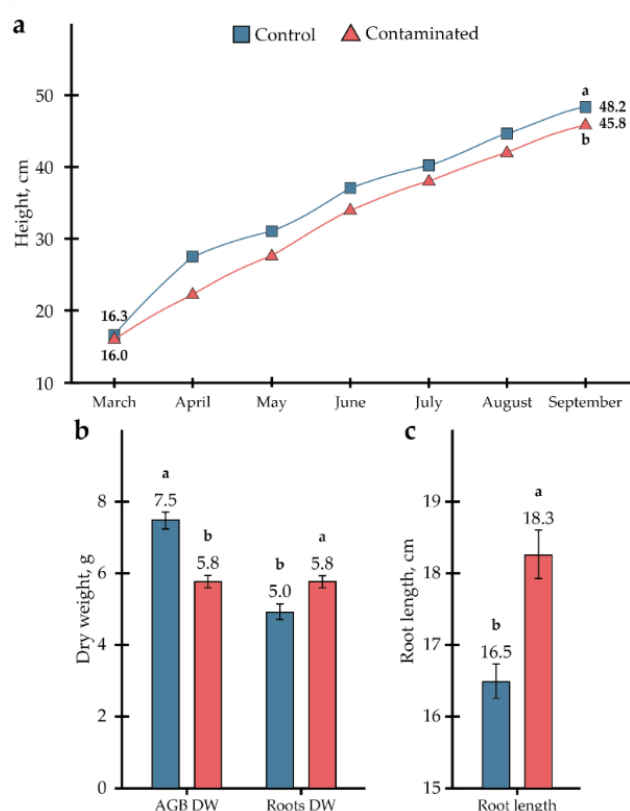 a
Control Contaminated
Height, cm
50
40
30
20
10
a
48.2
45.8
b
16.3
16.0
March April May June July August September
b
Dry weight, g
8
6
4
2
0
a
7.5
b
5.8
b
5.0
a
5.8
AGB DW Roots DW
c
Root length, cm
19
18
17
16
15
b
16.5
a
18.3
Root length